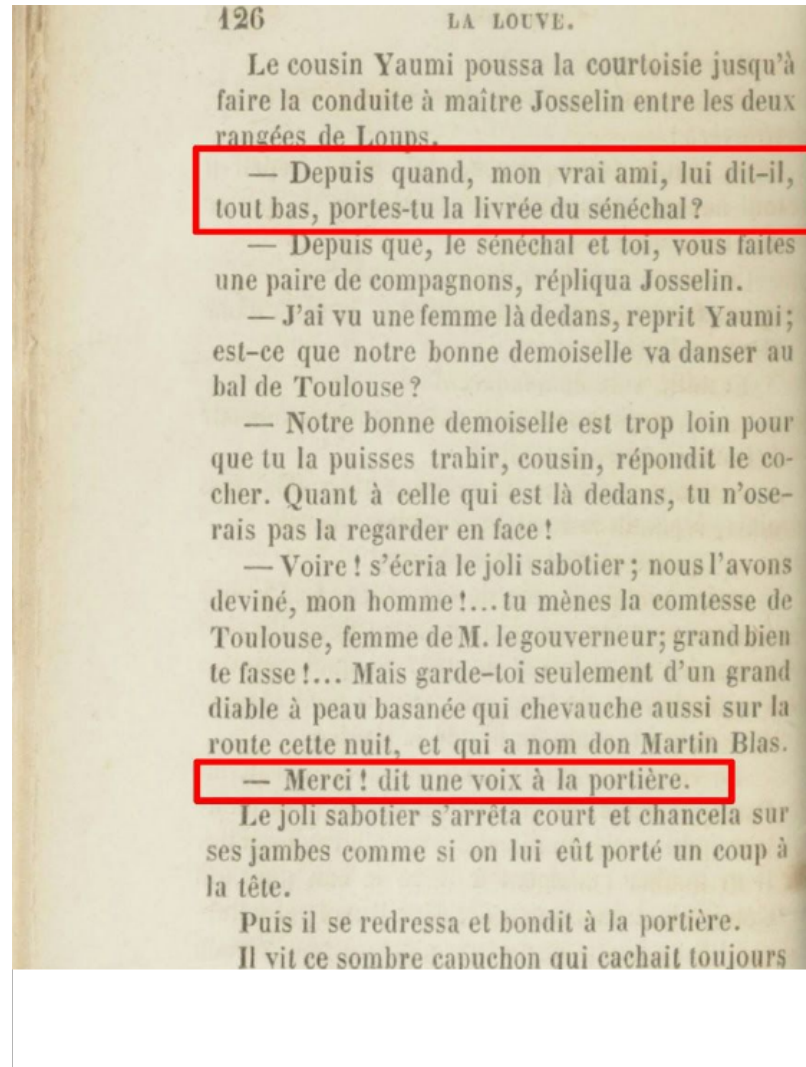 126 LA LOUVE.
Le cousin Yaumi poussa la courtoisie jusqu'à
faire la conduite à maître Josselin entre les deux
rangées de Loups.
— Depuis quand, mon vrai ami, lui dit-il,
tout bas, portes-tu la livrée du sénéchal?
— Depuis que, le sénéchal et toi, vous faites
une paire de compagnons, répliqua Josselin.
— J'ai vu une femme là dedans, reprit Yaumi;
est-ce que notre bonne demoiselle va danser au
bal de Toulouse?
— Notre bonne demoiselle est trop loin pour
que tu la puisses trahir, cousin, répondit le co-
cher. Quant à celle qui est là dedans, tu n'ose-
rais pas la regarder en face!
— Voire! s'écria le joli sabotier; nous l'avons
deviné, mon homme!... tu mènes la comtesse de
Toulouse, femme de M. le gouverneur; grand bien
te fasse!... Mais garde-toi seulement d'un grand
diable à peau basanée qui chevauche aussi sur la
route cette nuit, et qui a nom don Martin Blas.
— Merci! dit une voix à la portière.
Le joli sabotier s'arrêta court et chancela sur
ses jambes comme si on lui eût porté un coup à
la tête.
Puis il se redressa et bondit à la portière.
Il vit ce sombre capuchon qui cachait toujours